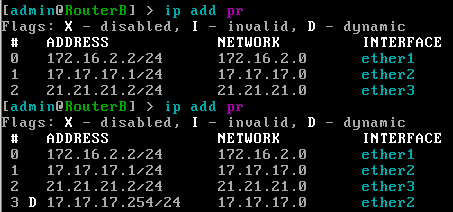 [admin@RouterB] > ip add pr
Flags: X - disabled, I - invalid, D - dynamic
 #   ADDRESS            NETWORK         INTERFACE
 0   172.16.2.2/24      172.16.2.0      ether1
 1   17.17.17.1/24      17.17.17.0      ether2
 2   21.21.21.2/24      21.21.21.0      ether3
[admin@RouterB] > ip add pr
Flags: X - disabled, I - invalid, D - dynamic
 #   ADDRESS            NETWORK         INTERFACE
 0   172.16.2.2/24      172.16.2.0      ether1
 1   17.17.17.1/24      17.17.17.0      ether2
 2   21.21.21.2/24      21.21.21.0      ether3
 3 D 17.17.17.254/24    17.17.17.0      ether2